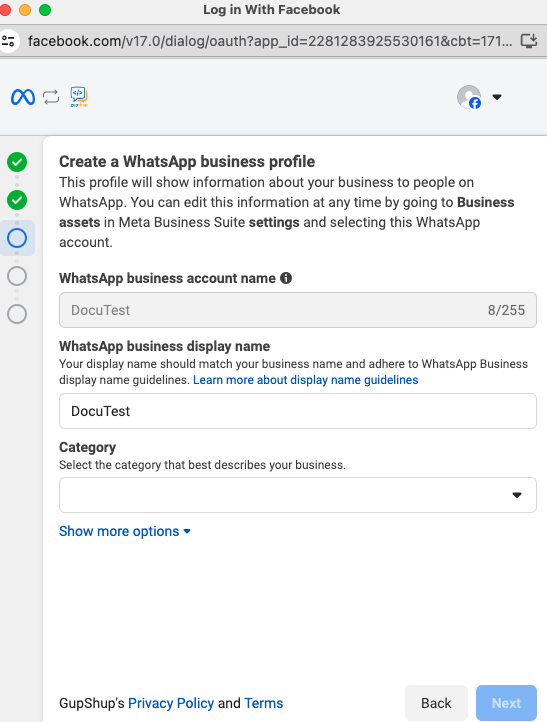 Log in With Facebook
facebook.com/v17.0/dialog/oauth?app_id=2281283925530161&cbt=171...
Create a WhatsApp business profile
This profile will show information about your business to people on
WhatsApp. You can edit this information at any time by going to Business
assets in Meta Business Suite settings and selecting this WhatsApp
account.
WhatsApp business account name
DocuTest 8/255
WhatsApp business display name
Your display name should match your business name and adhere to WhatsApp Business
display name guidelines. Learn more about display name guidelines
DocuTest
Category
Select the category that best describes your business.
Show more options
GupShup's Privacy Policy and Terms
Back
Next